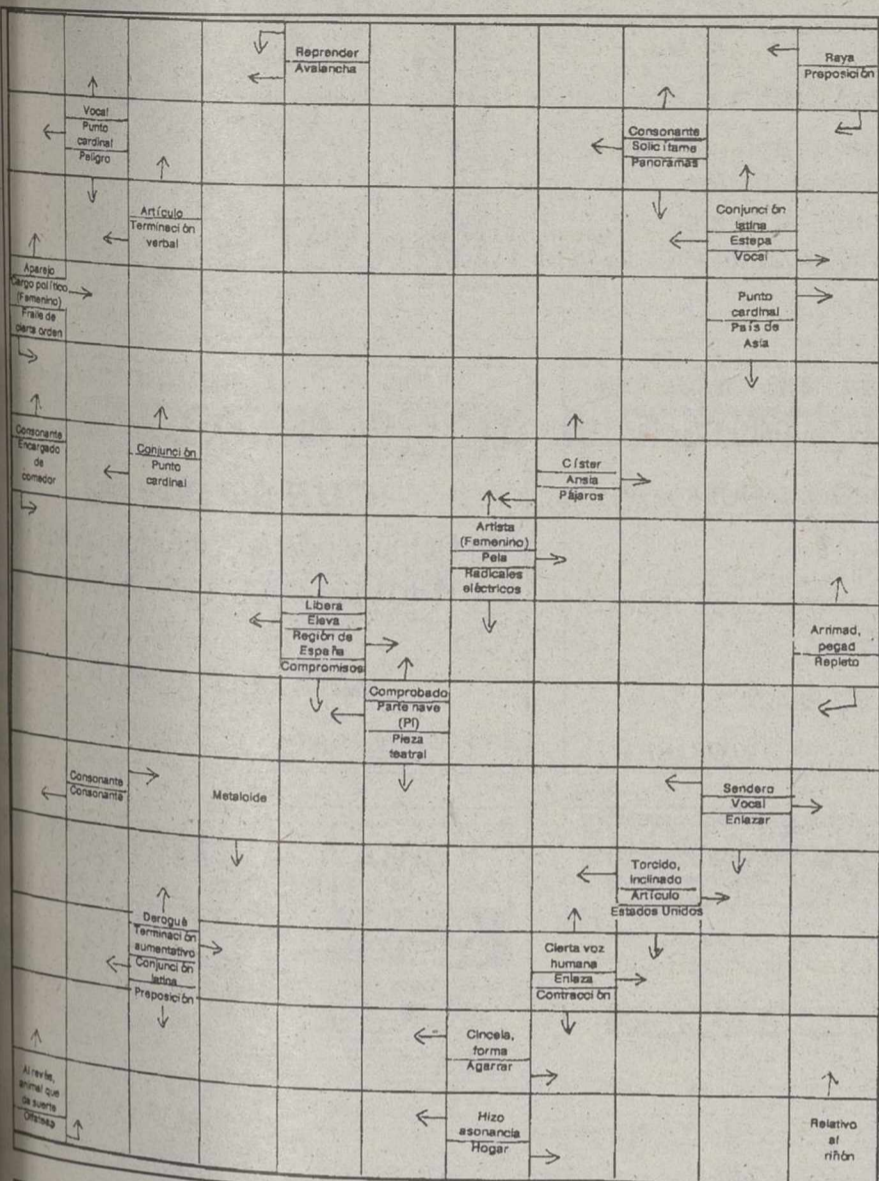 Reprender
Avalancha
Raya
Preposición
Vocal
Punto
cardinal
Peligro
Consonante
Solicítame
Panoramas
Artículo
Terminación
verbal
Conjunción
latina
Estepa
Vocal
Aparejo
Cargo político
(Femenino)
Fraile de
cierta orden
Punto
cardinal
País de
Asia
Consonante
Encargado
de
comedor
Conjunción
Punto
cardinal
Císter
Ansia
Pájaros
Artista
(Femenino)
Pela
Radicales
eléctricos
Libera
Eleva
Región de
España
Compromisos
Arrimad,
pegad
Repleto
Comprobado
Parte nave
(Pl)
Pieza
teatral
Consonante
Consonante
Metaloide
Sendero
Vocal
Enlazar
Torcido,
inclinado
Artículo
Estados Unidos
Derogué
Terminación
aumentativo
Conjunción
latina
Preposición
Cierta voz
humana
Enlaza
Contracción
Cincela,
forma
Agarrar
Al revés,
animal que
da suerte
Hizo
asonancia
Hogar
Relativo
al
riñón